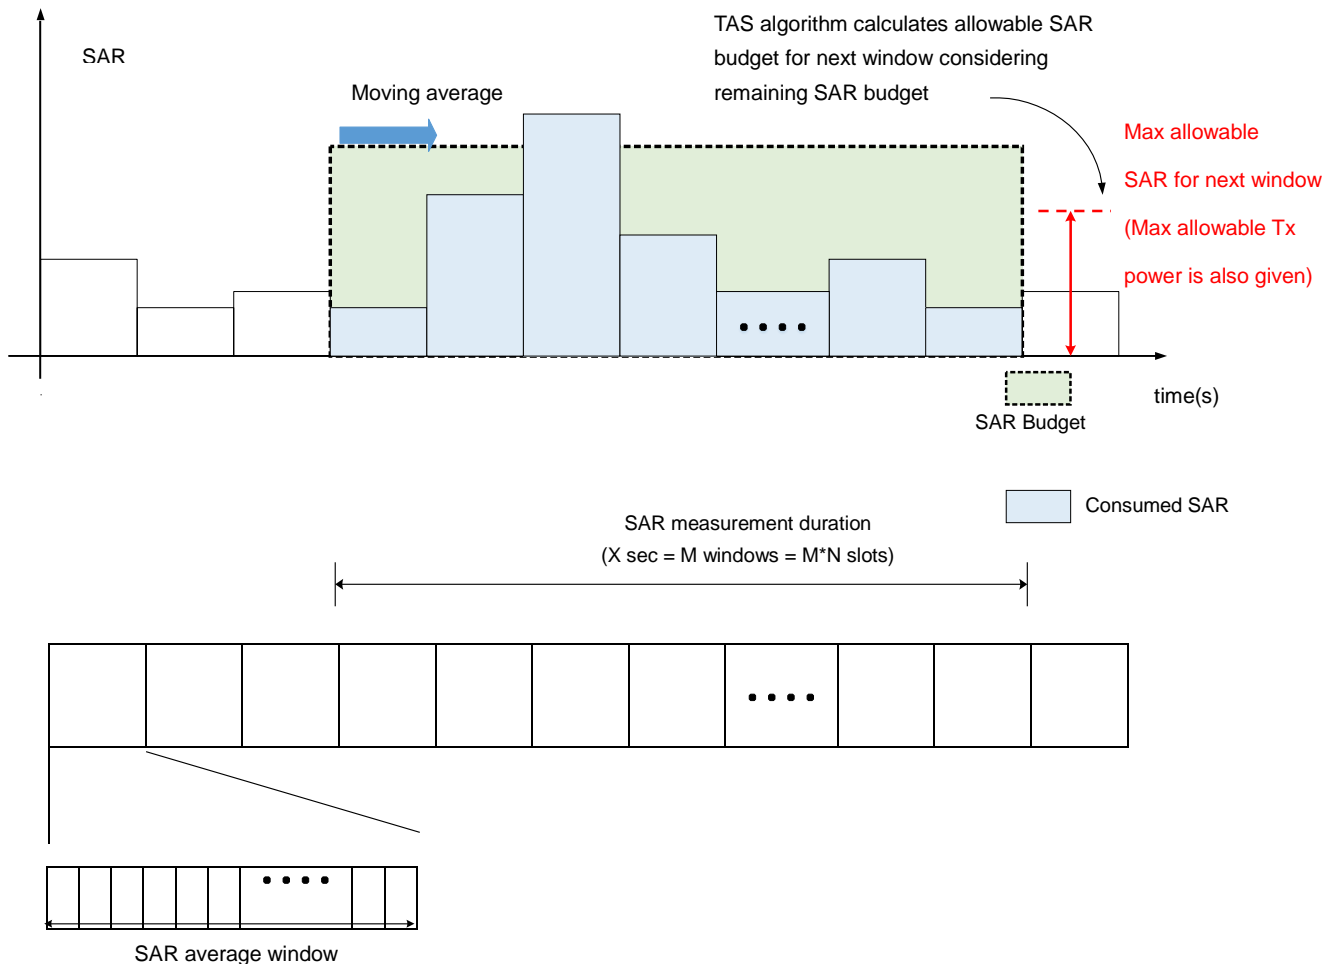 SAR
TAS algorithm calculates allowable SAR
budget for next window considering
remaining SAR budget
Moving average
Max allowable
SAR for next window
(Max allowable Tx
power is also given)
time(s)
SAR Budget
Consumed SAR
SAR measurement duration
(X sec = M windows = M*N slots)
SAR average window